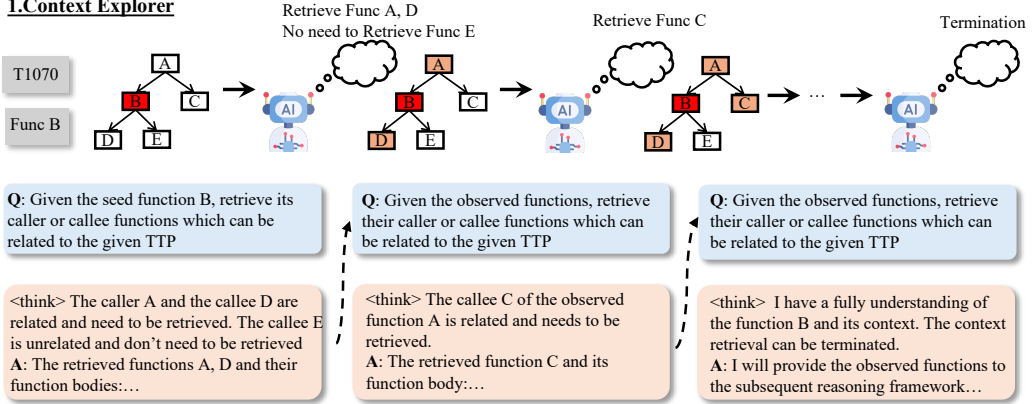 1.Context Explorer
T1070
Func B
A
B
C
D
E
AI
Retrieve Func A, D
No need to Retrieve Func E
A
B
C
D
E
AI
Retrieve Func C
A
B
C
D
E
...
AI
Termination
Q: Given the seed function B, retrieve its
caller or callee functions which can be
related to the given TTP
Q: Given the observed functions, retrieve
their caller or callee functions which can
be related to the given TTP
Q: Given the observed functions, retrieve
their caller or callee functions which can
be related to the given TTP
<think> The caller A and the callee D are
related and need to be retrieved. The callee E
is unrelated and don't need to be retrieved
A: The retrieved functions A, D and their
function bodies:…
<think> The callee C of the observed
function A is related and needs to be
retrieved.
A: The retrieved function C and its
function body:…
<think> I have a fully understanding of
the function B and its context. The context
retrieval can be terminated.
A: I will provide the observed functions to
the subsequent reasoning framework…